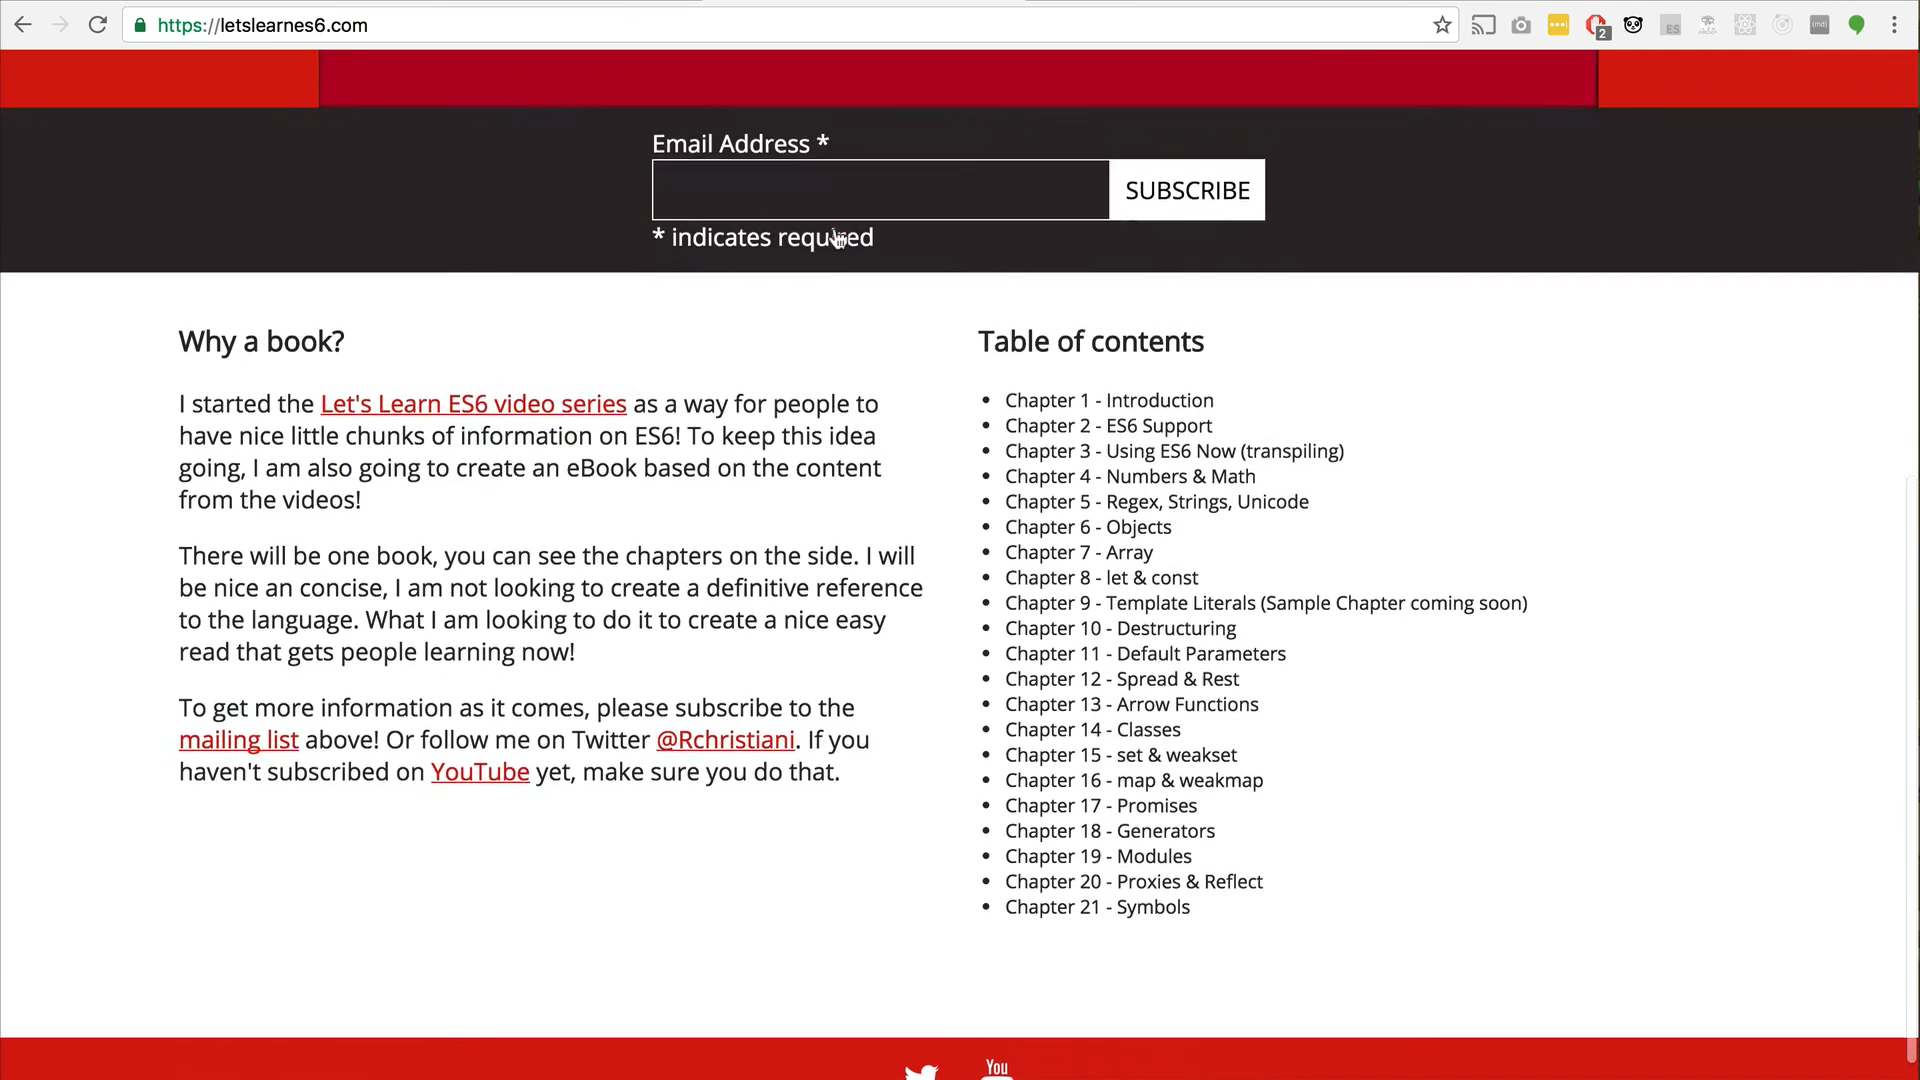 https://letslearnes6.com
2
ES
{md}
Email Address *
SUBSCRIBE
* indicates required
Why a book?
I started the Let's Learn ES6 video series as a way for people to
have nice little chunks of information on ES6! To keep this idea
going, I am also going to create an eBook based on the content
from the videos!
There will be one book, you can see the chapters on the side. I will
be nice an concise, I am not looking to create a definitive reference
to the language. What I am looking to do it to create a nice easy
read that gets people learning now!
To get more information as it comes, please subscribe to the
mailing list above! Or follow me on Twitter @Rchristiani. If you
haven't subscribed on YouTube yet, make sure you do that.
Table of contents
• Chapter 1 - Introduction
• Chapter 2 - ES6 Support
• Chapter 3 - Using ES6 Now (transpiling)
• Chapter 4 - Numbers & Math
• Chapter 5 - Regex, Strings, Unicode
• Chapter 6 - Objects
• Chapter 7 - Array
• Chapter 8 - let & const
• Chapter 9 - Template Literals (Sample Chapter coming soon)
• Chapter 10 - Destructuring
• Chapter 11 - Default Parameters
• Chapter 12 - Spread & Rest
• Chapter 13 - Arrow Functions
• Chapter 14 - Classes
• Chapter 15 - set & weakset
• Chapter 16 - map & weakmap
• Chapter 17 - Promises
• Chapter 18 - Generators
• Chapter 19 - Modules
• Chapter 20 - Proxies & Reflect
• Chapter 21 - Symbols
You